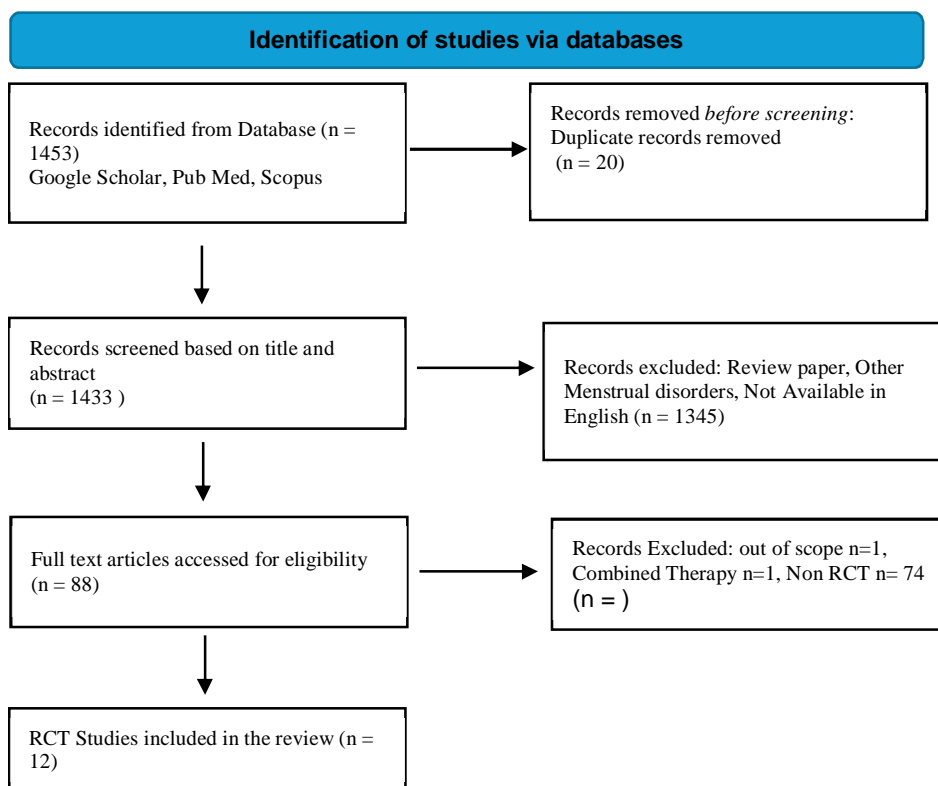 Identification of studies via databases
Records identified from Database (n =
1453)
Google Scholar, Pub Med, Scopus
Records removed before screening:
Duplicate records removed
(n = 20)
Records screened based on title and
abstract
(n = 1433 )
Records excluded: Review paper, Other
Menstrual disorders, Not Available in
English (n = 1345)
Full text articles accessed for eligibility
(n = 88)
Records Excluded: out of scope n=1,
Combined Therapy n=1, Non RCT n= 74
(n = )
RCT Studies included in the review (n =
12)